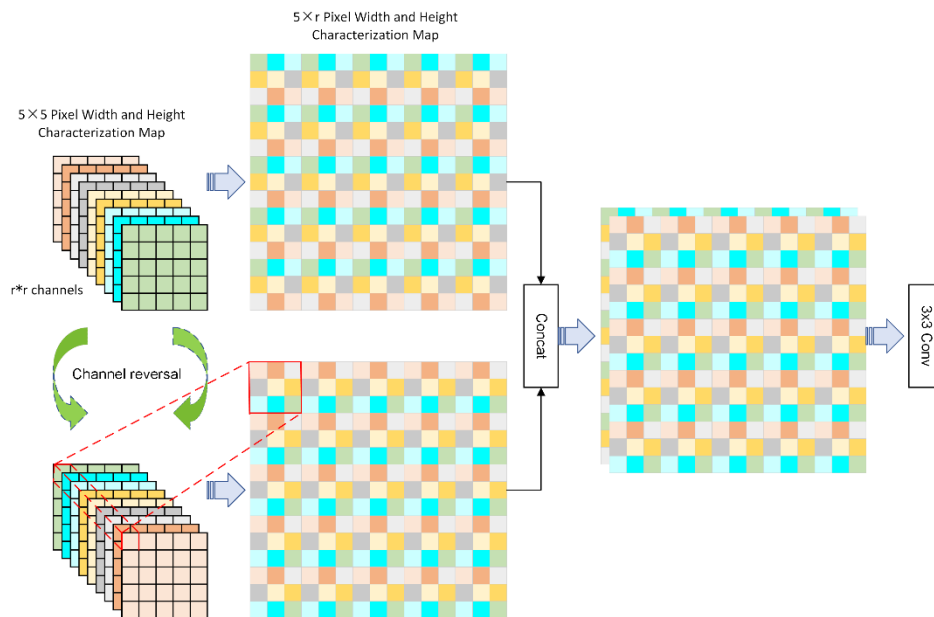 5×r Pixel Width and Height
Characterization Map
5×5 Pixel Width and Height
Characterization Map
r*r channels
Channel reversal
Concat
3x3 Conv